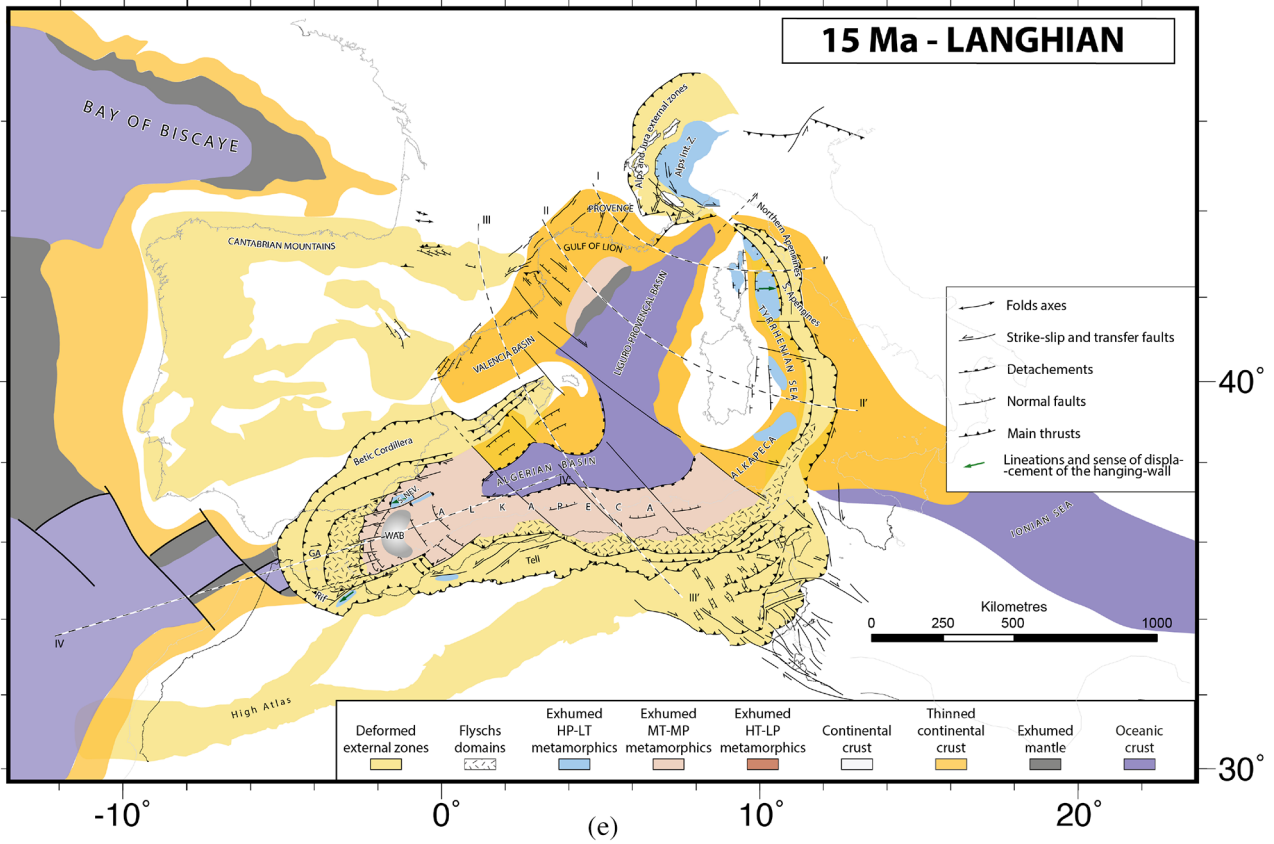 15 Ma - LANGHIAN
BAY OF BISCAYE
Alps and Jura external zones
Alps Int. Z.
I
PROVENCE
II
III
GULF OF LION
CANTABRIAN MOUNTAINS
Northern Apennines
I'
S. Apennines
TYRRHENIAN SEA
LIGURO-PROVENÇAL BASIN
VALENCIA BASIN
II'
40°
Folds axes
Strike-slip and transfer faults
Detachements
Normal faults
Main thrusts
Lineations and sense of displa-
-cement of the hanging-wall
Betic Cordillera
ALKAPECA
ALGERIAN BASIN
IV'
S. Nev.
A L K A P E C A
IONIAN SEA
WAB
GA
Tell
Rif
III'
IV
Kilometres
0 250 500 1000
High Atlas
Deformed
external zones
Flyschs
domains
Exhumed
HP-LT
metamorphics
Exhumed
MT-MP
metamorphics
Exhumed
HT-LP
metamorphics
Continental
crust
Thinned
continental
crust
Exhumed
mantle
Oceanic
crust
30°
-10° 0° 10° 20°
(e)